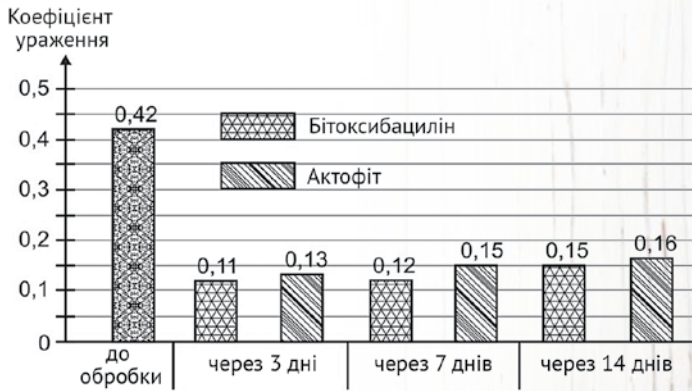 Коефіцієнт
ураження
0,5
0,4
0,3
0,2
0,1
0
0,42
0,11
0,13
0,12
0,15
0,15
0,16
Бітоксибацилін
Актофіт
до
обробки
через 3 дні
через 7 днів
через 14 днів